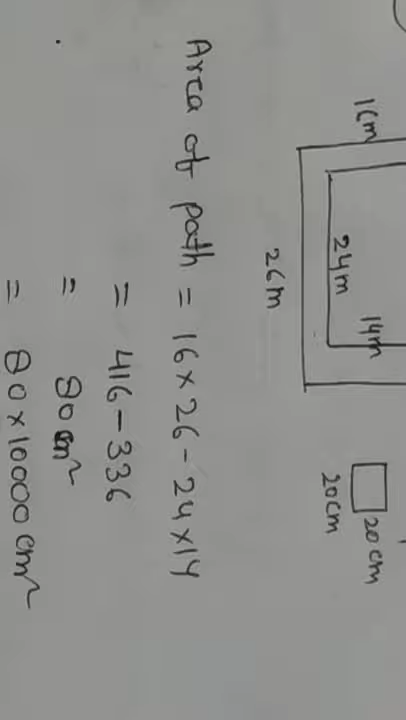 16m
24m
14m
26m
20cm
20cm
Area of path = 16×26-24×14
= 416-336
= 80 m²
= 80×10000 cm²